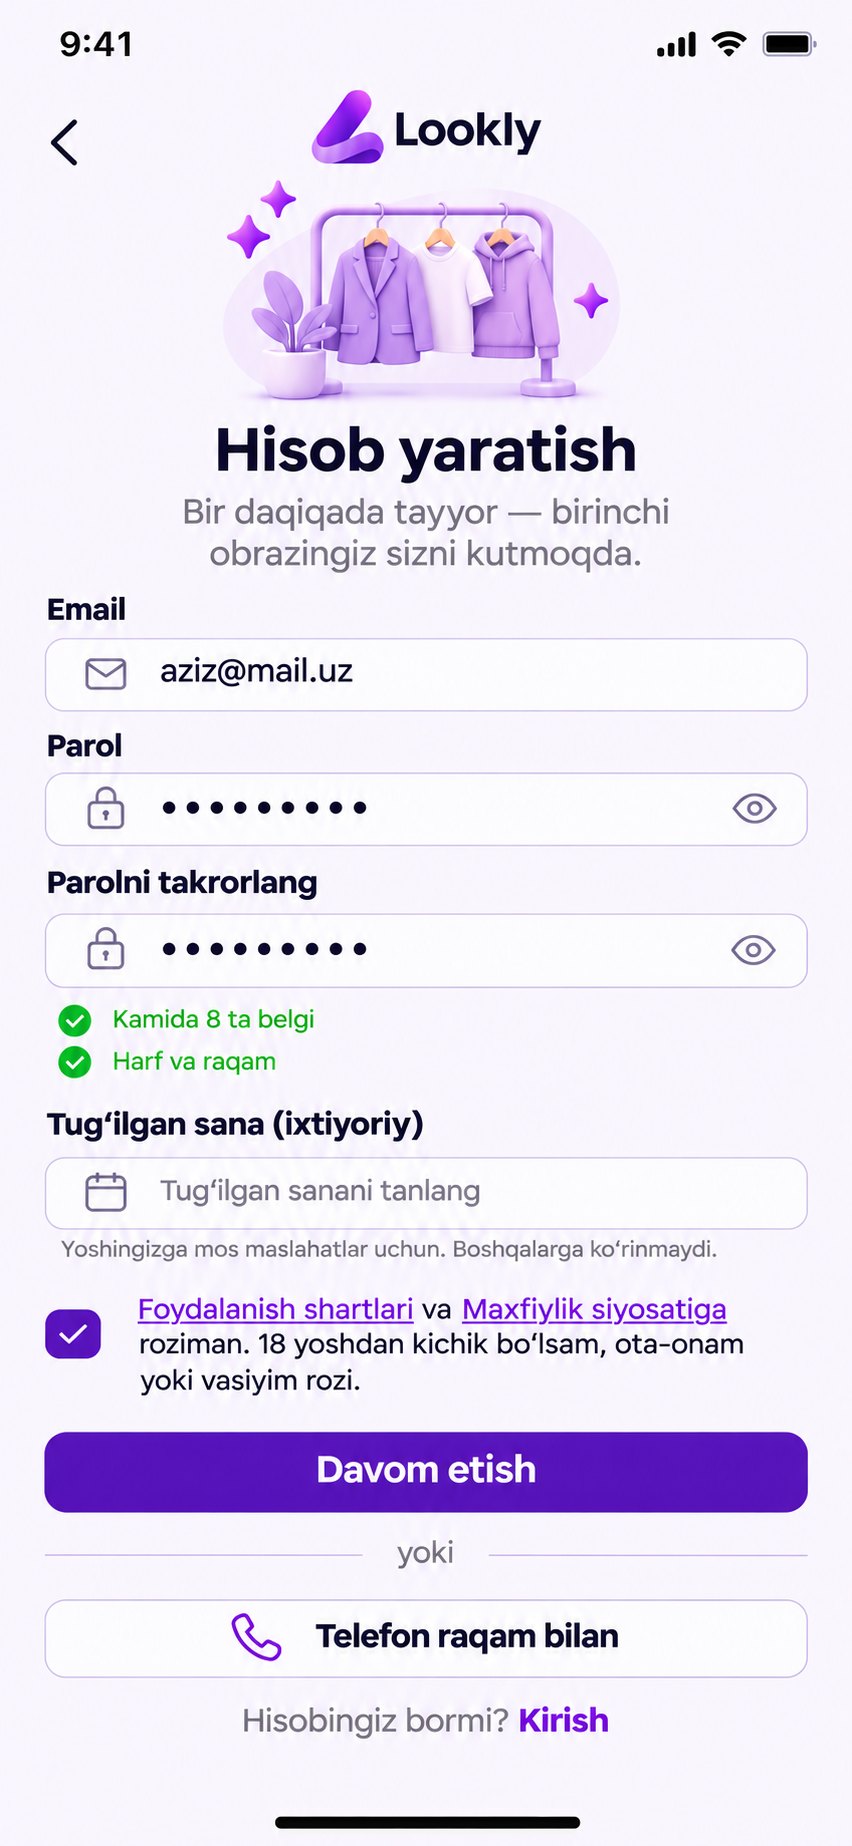 9:41
Lookly
Hisob yaratish
Bir daqiqada tayyor — birinchi
obrazingiz sizni kutmoqda.
Email
aziz@mail.uz
Parol
•••••••••
Parolni takrorlang
•••••••••
Kamida 8 ta belgi
Harf va raqam
Tug‘ilgan sana (ixtiyoriy)
Tug‘ilgan sanani tanlang
Yoshingizga mos maslahatlar uchun. Boshqalarga ko‘rinmaydi.
Foydalanish shartlari va Maxfiylik siyosatiga
roziman. 18 yoshdan kichik bo‘lsam, ota-onam
yoki vasiyim rozi.
Davom etish
yoki
Telefon raqam bilan
Hisobingiz bormi? Kirish